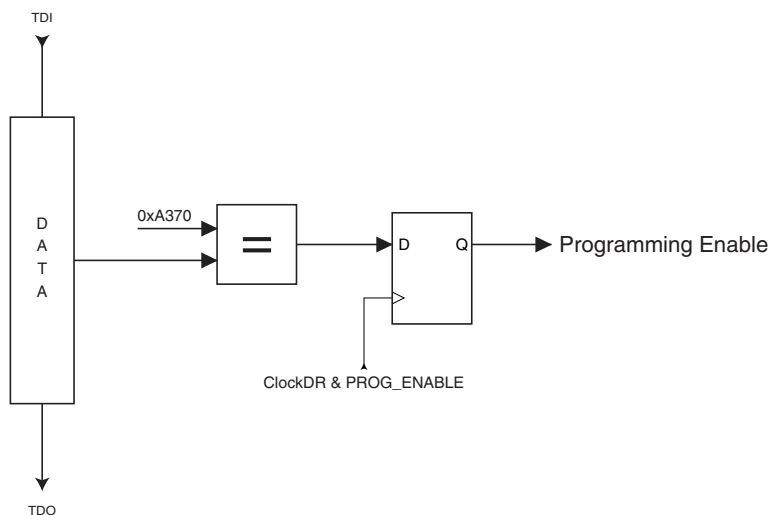 TDI
D
A
T
A
0xA370
=
D
Q
Programming Enable
ClockDR & PROG_ENABLE
TDO